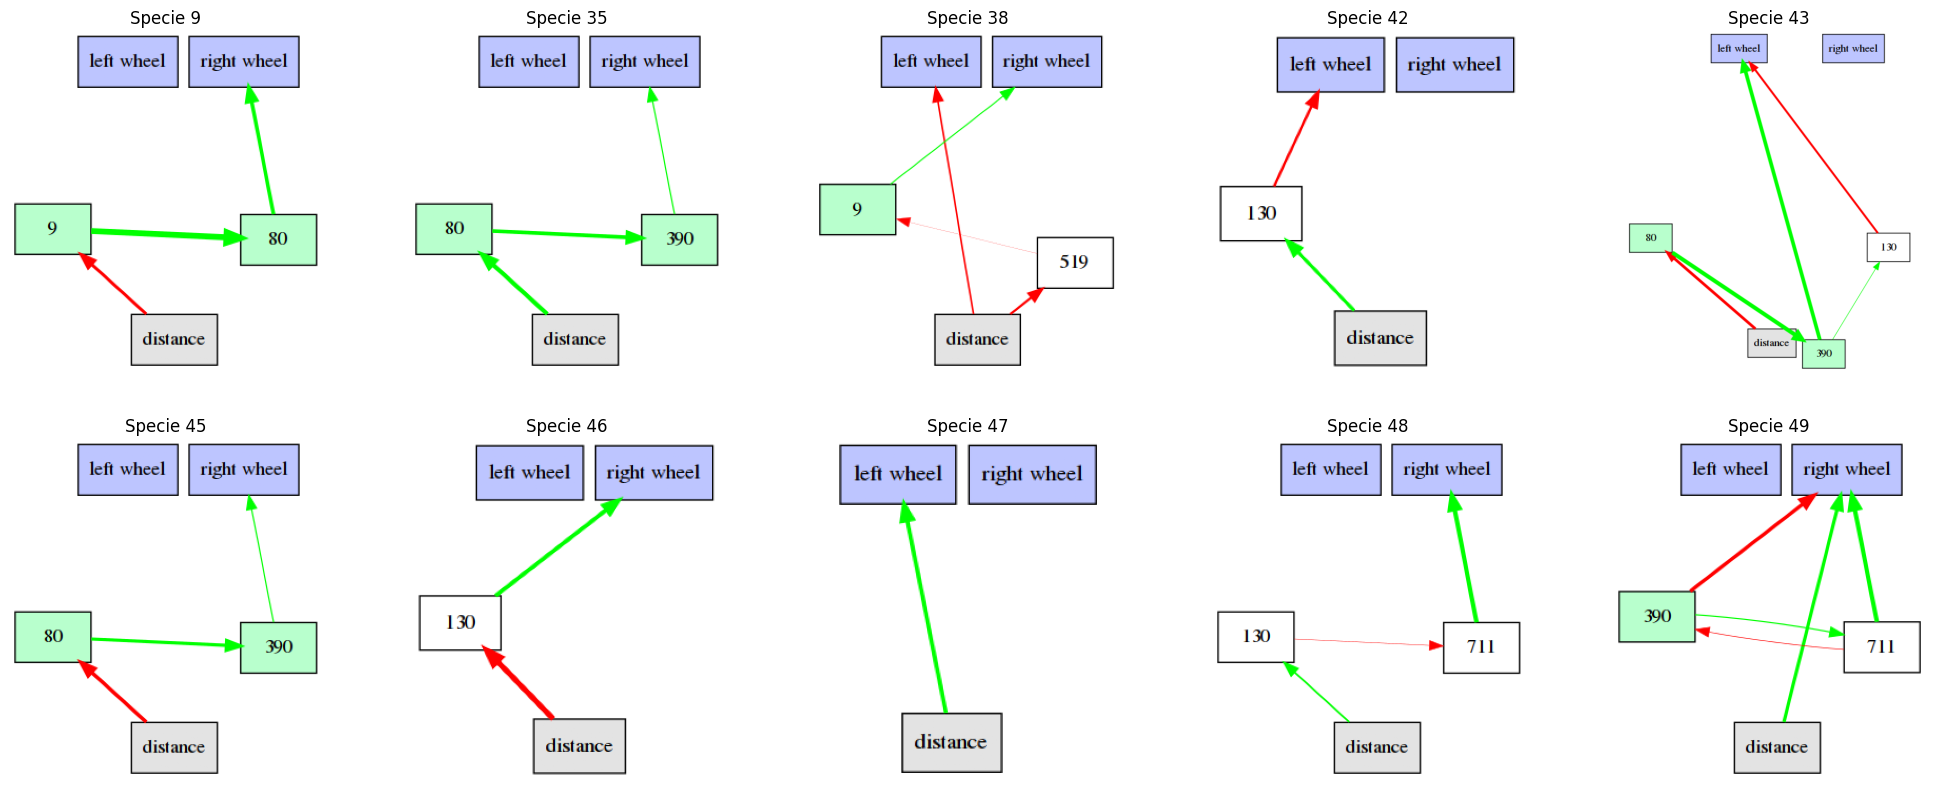 Specie 9
left wheel
right wheel
9
80
distance
Specie 35
left wheel
right wheel
80
390
distance
Specie 38
left wheel
right wheel
9
519
distance
Specie 42
left wheel
right wheel
130
distance
Specie 43
left wheel
right wheel
80
130
distance
390
Specie 45
left wheel
right wheel
80
390
distance
Specie 46
left wheel
right wheel
130
distance
Specie 47
left wheel
right wheel
distance
Specie 48
left wheel
right wheel
130
711
distance
Specie 49
left wheel
right wheel
390
711
distance